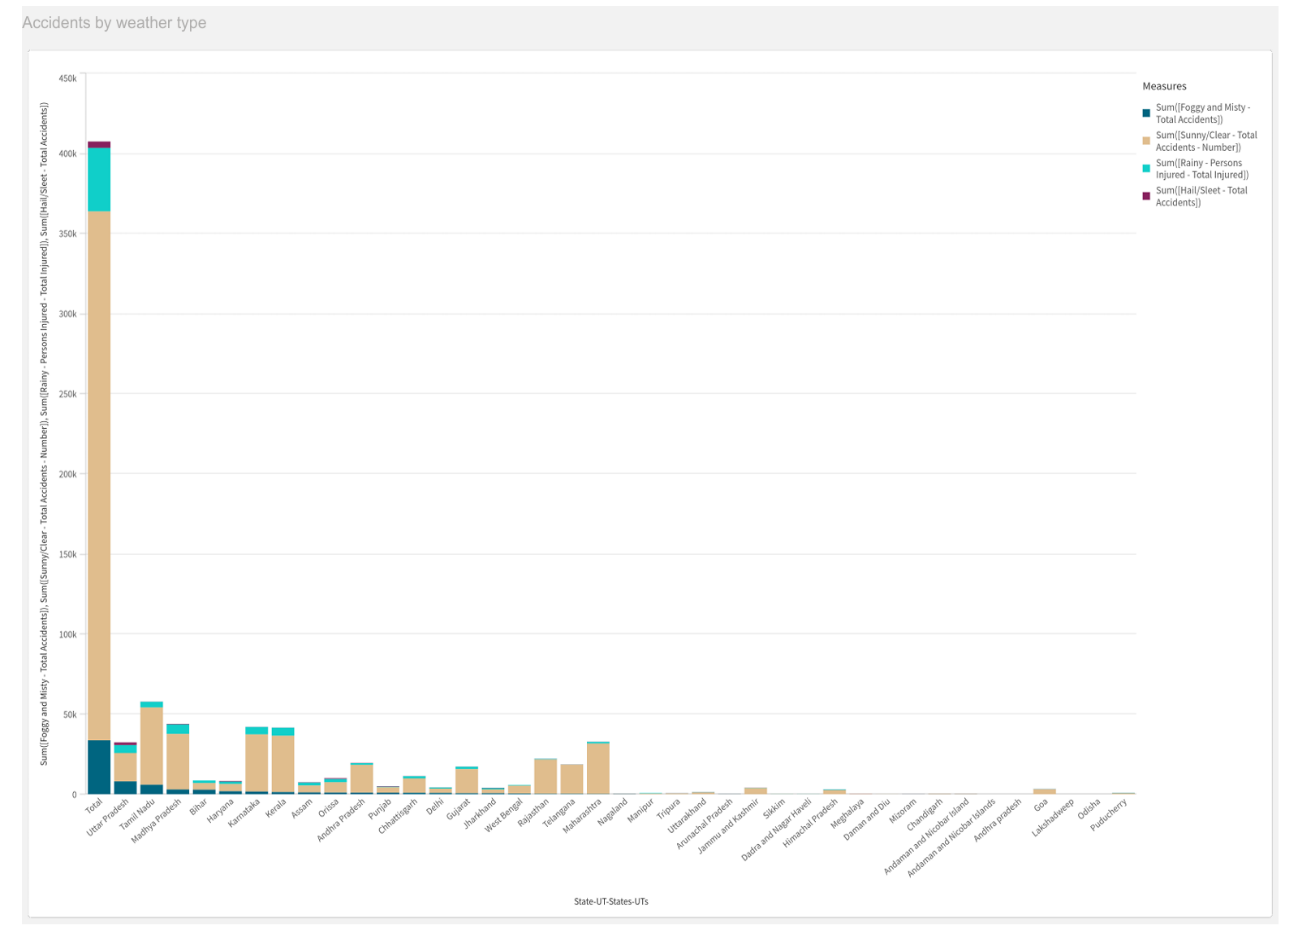 Accidents by weather type
Sum([Foggy and Misty - Total Accidents]), Sum([Sunny/Clear - Total Accidents - Number]), Sum([Rainy - Persons Injured - Total Injured]), Sum([Hail/Sleet - Total Accidents])
450k
400k
350k
300k
250k
200k
150k
100k
50k
0
Total
Uttar Pradesh
Tamil Nadu
Madhya Pradesh
Bihar
Haryana
Karnataka
Kerala
Assam
Orissa
Andhra Pradesh
Punjab
Chhattisgarh
Delhi
Gujarat
Jharkhand
West Bengal
Rajasthan
Telangana
Maharashtra
Nagaland
Manipur
Tripura
Uttarakhand
Arunachal Pradesh
Jammu and Kashmir
Sikkim
Dadra and Nagar Haveli
Himachal Pradesh
Meghalaya
Daman and Diu
Mizoram
Chandigarh
Andaman and Nicobar Island
Andaman and Nicobar Islands
Andhra pradesh
Goa
Lakshadweep
Odisha
Puducherry
State-UT-States-UTs
Measures
Sum([Foggy and Misty -
Total Accidents])
Sum([Sunny/Clear - Total
Accidents - Number])
Sum([Rainy - Persons
Injured - Total Injured])
Sum([Hail/Sleet - Total
Accidents])